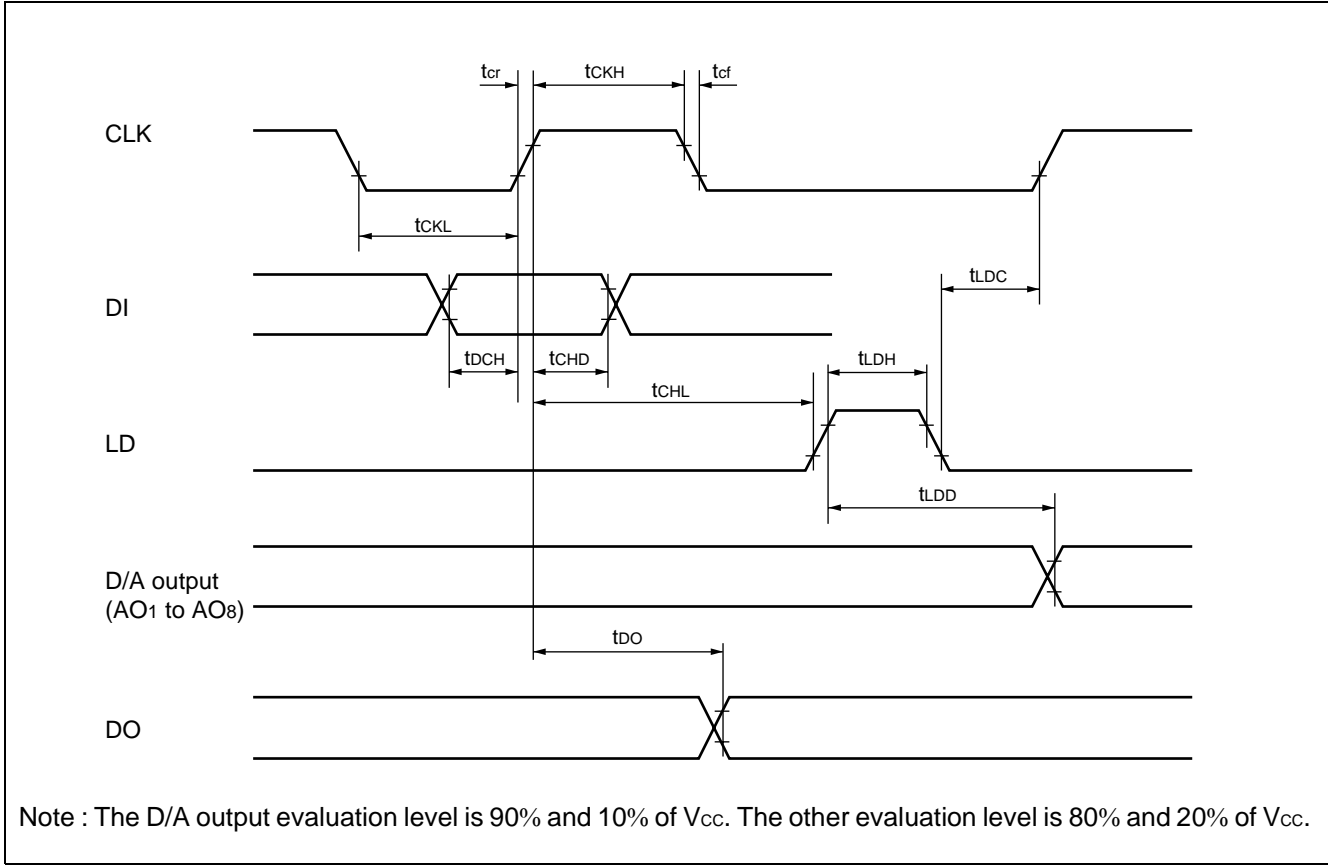 tcr
tCKH
tcf
CLK
tCKL
tLDC
DI
tDCH
tCHD
tLDH
tCHL
LD
tLDD
D/A output
(AO1 to AO8)
tDO
DO
Note : The D/A output evaluation level is 90% and 10% of VCC. The other evaluation level is 80% and 20% of VCC.